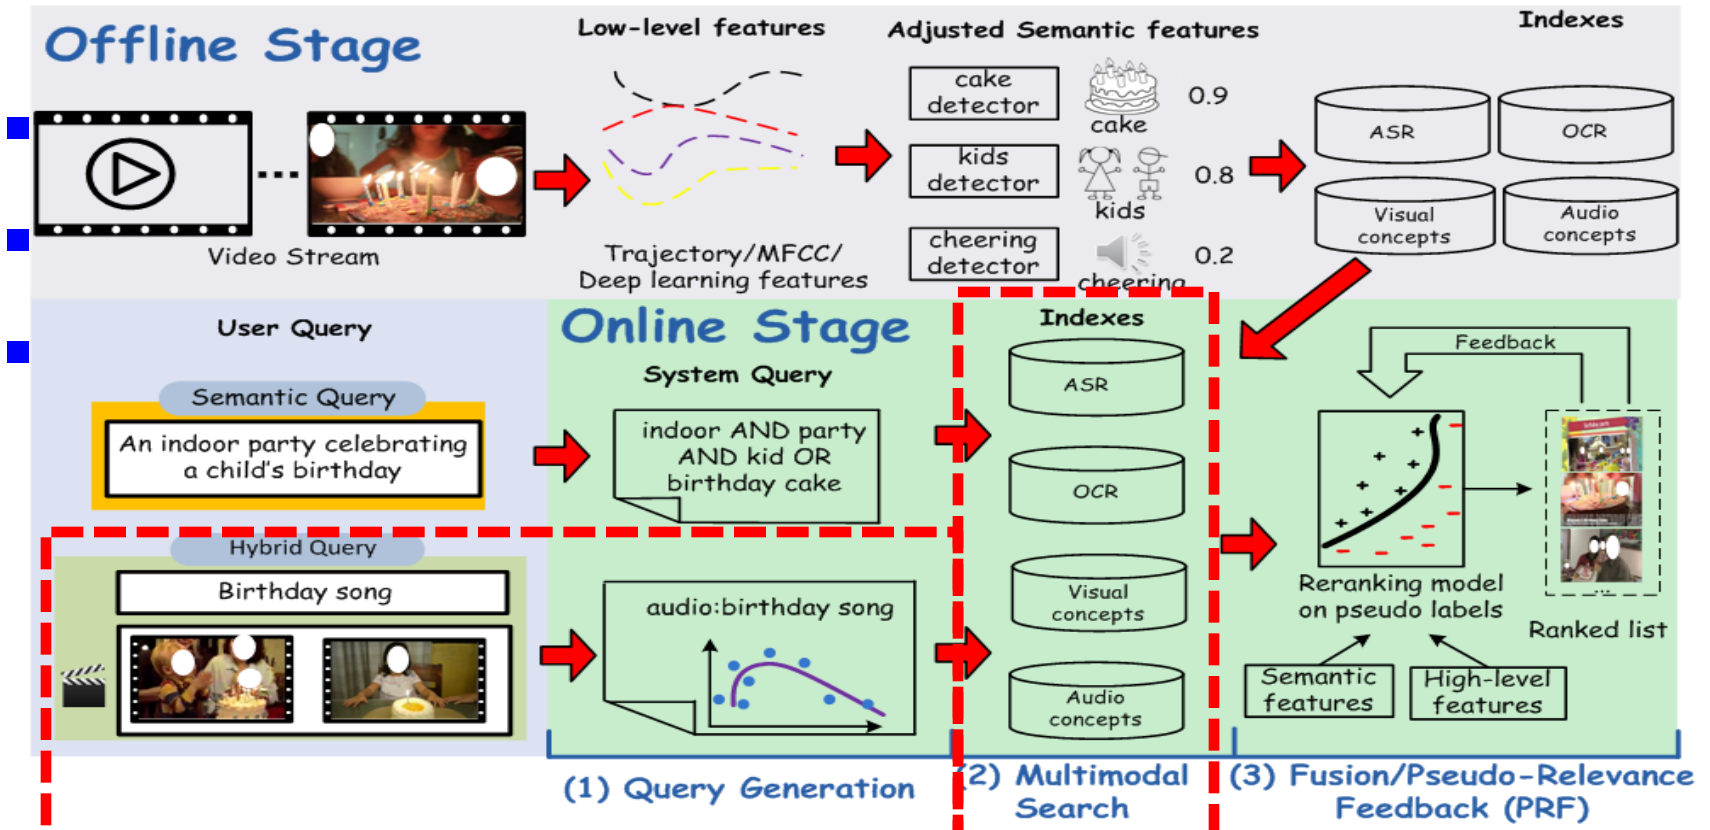 Offline Stage
Low-level features
Adjusted Semantic features
Indexes
cake
detector
cake
0.9
kids
detector
kids
0.8
cheering
detector
cheering
0.2
Video Stream
Trajectory/MFCC/
Deep learning features
ASR
OCR
Visual
concepts
Audio
concepts
User Query
Online Stage
System Query
Indexes
Semantic Query
An indoor party celebrating
a child's birthday
indoor AND party
AND kid OR
birthday cake
Hybrid Query
Birthday song
audio:birthday song
ASR
OCR
Visual
concepts
Audio
concepts
Feedback
Reranking model
on pseudo labels
Ranked list
Semantic
features
High-level
features
(1) Query Generation
(2) Multimodal
Search
(3) Fusion/Pseudo-Relevance
Feedback (PRF)